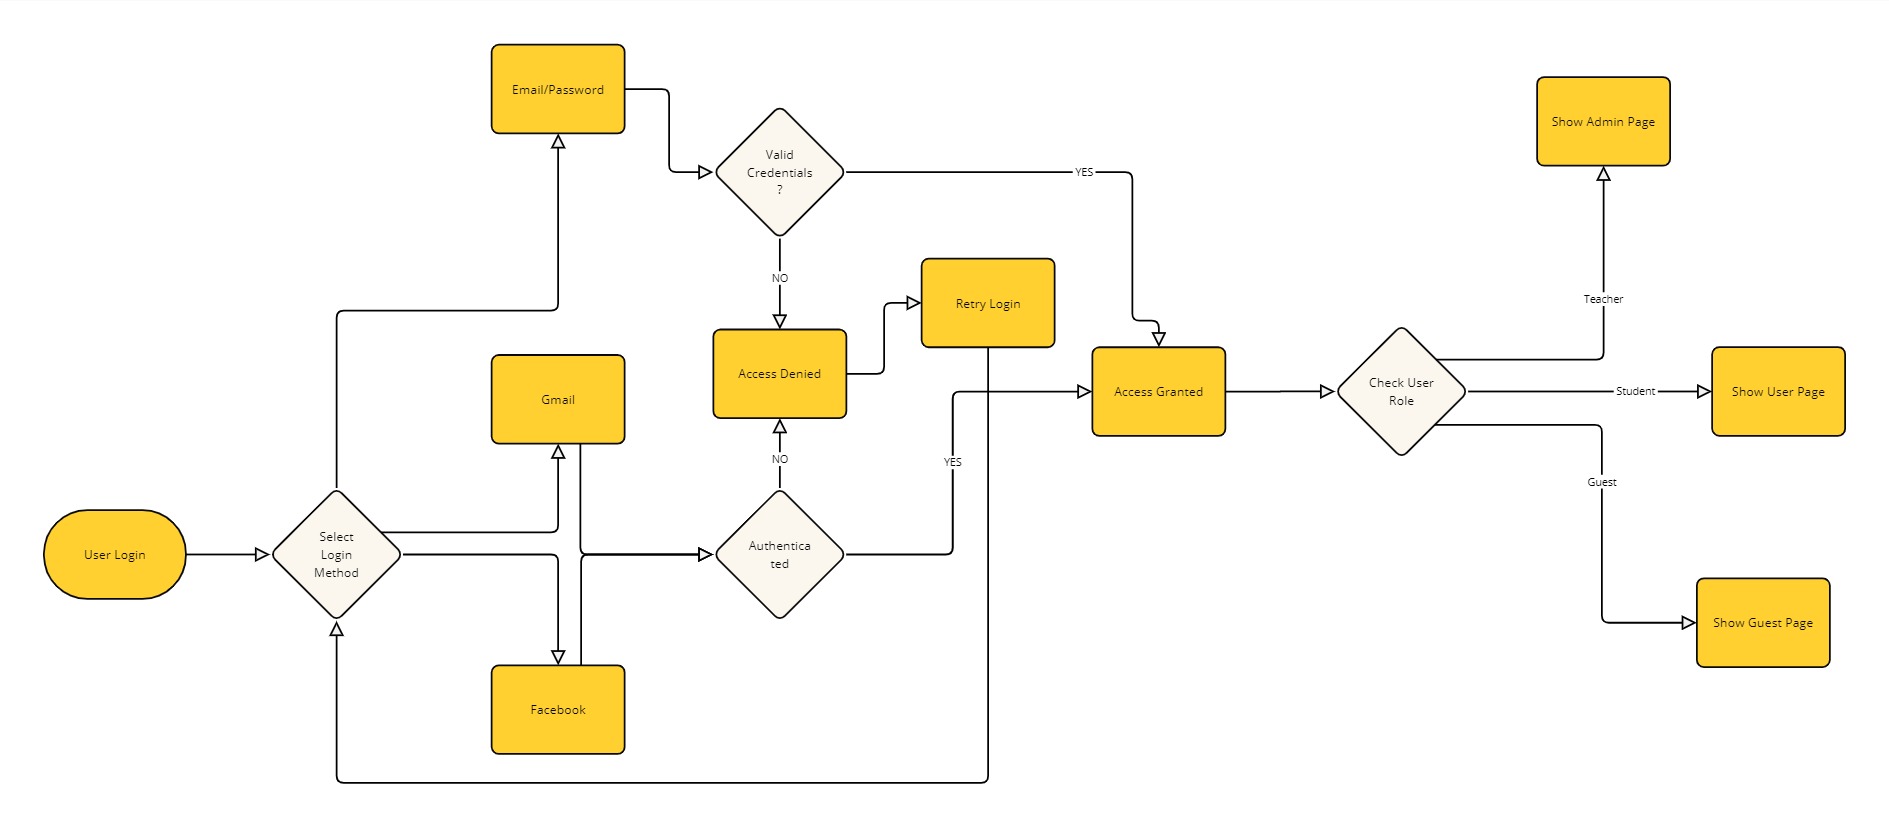 Email/Password
Show Admin Page
Valid
Credentials
?
YES
NO
Retry Login
Teacher
Access Denied
Gmail
Access Granted
Check User
Role
Student
Show User Page
NO
YES
Guest
User Login
Select
Login
Method
Authentica
ted
Show Guest Page
Facebook